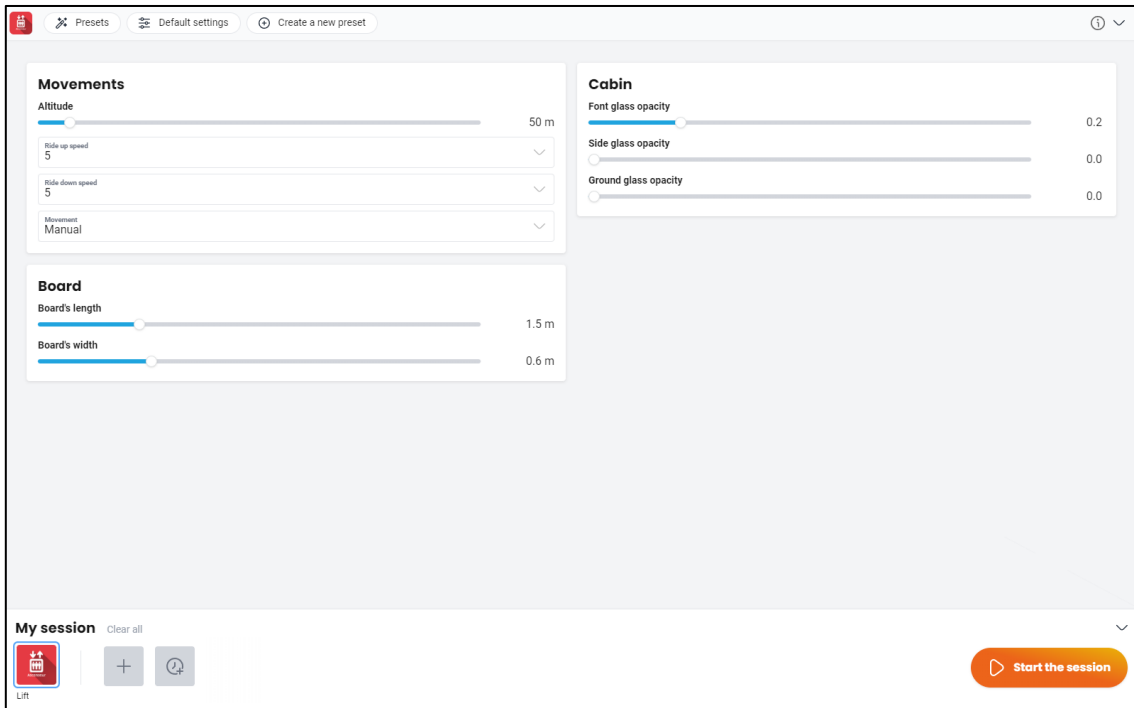 Presets
Default settings
Create a new preset
Movements
Altitude
50 m
Ride up speed
5
Ride down speed
5
Movement
Manual
Board
Board's length
1.5 m
Board's width
0.6 m
Cabin
Font glass opacity
0.2
Side glass opacity
0.0
Ground glass opacity
0.0
My session
Clear all
Lift
Start the session